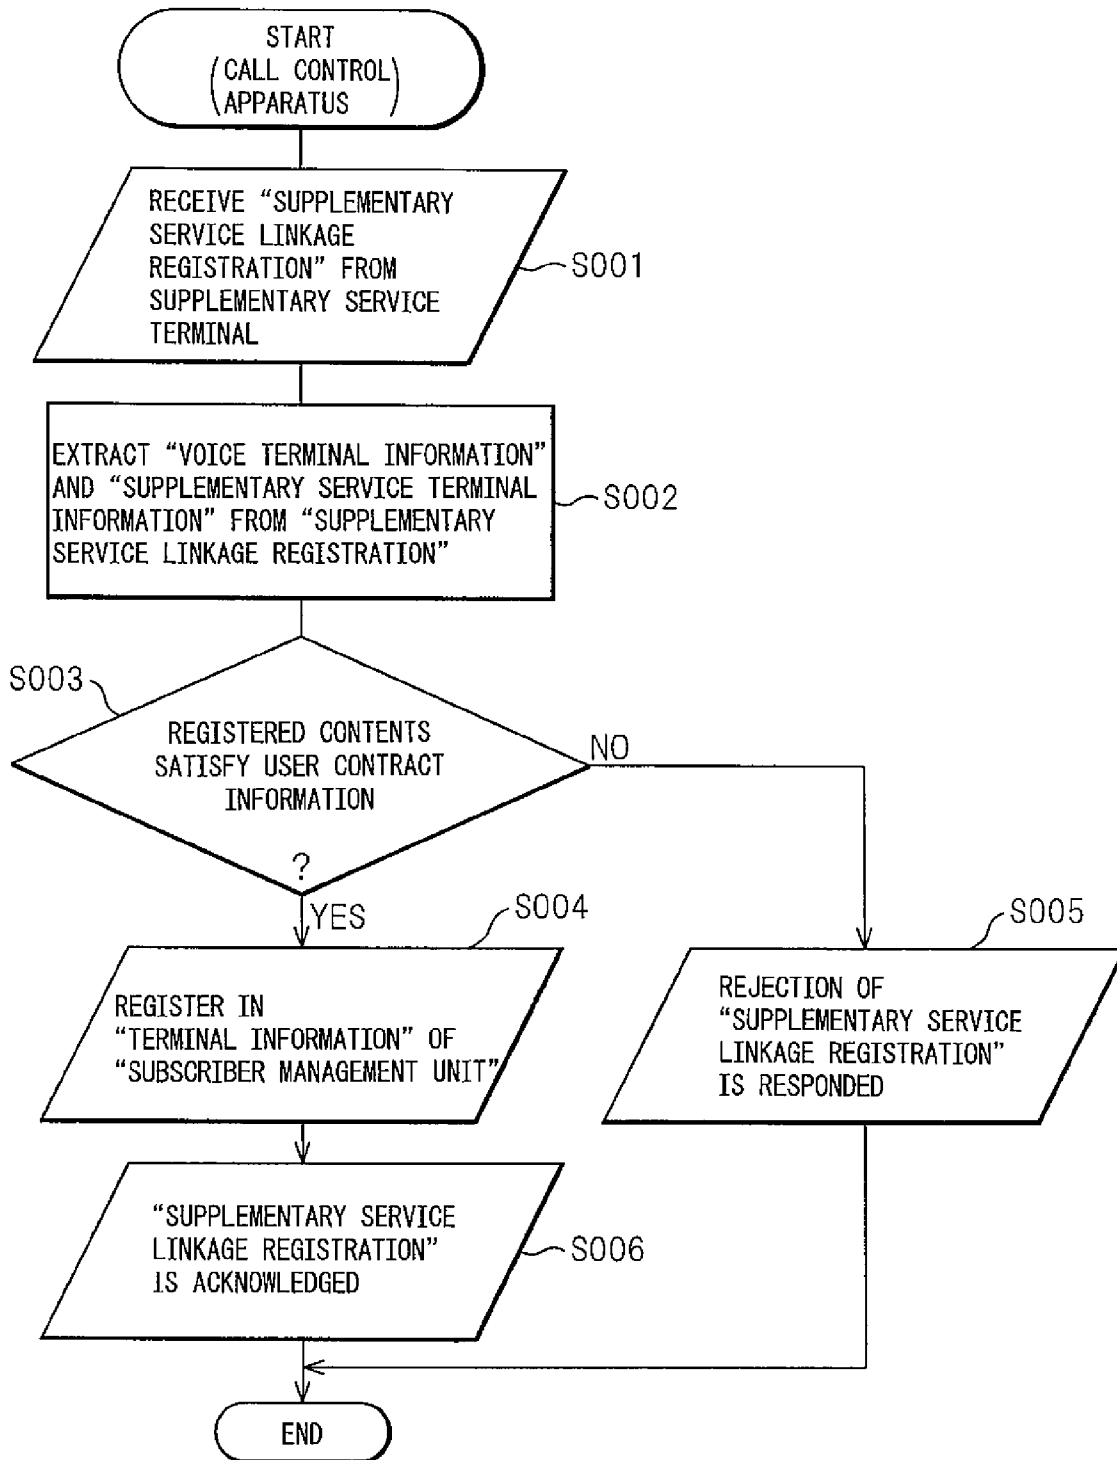 START
(CALL CONTROL
APPARATUS)
RECEIVE “SUPPLEMENTARY
SERVICE LINKAGE
REGISTRATION” FROM
SUPPLEMENTARY SERVICE
TERMINAL
S001
EXTRACT “VOICE TERMINAL INFORMATION”
AND “SUPPLEMENTARY SERVICE TERMINAL
INFORMATION” FROM “SUPPLEMENTARY
SERVICE LINKAGE REGISTRATION”
S002
S003
REGISTERED CONTENTS
SATISFY USER CONTRACT
INFORMATION
?
NO
YES
S004
REGISTER IN
“TERMINAL INFORMATION” OF
“SUBSCRIBER MANAGEMENT UNIT”
S005
REJECTION OF
“SUPPLEMENTARY SERVICE
LINKAGE REGISTRATION”
IS RESPONDED
“SUPPLEMENTARY SERVICE
LINKAGE REGISTRATION”
IS ACKNOWLEDGED
S006
END